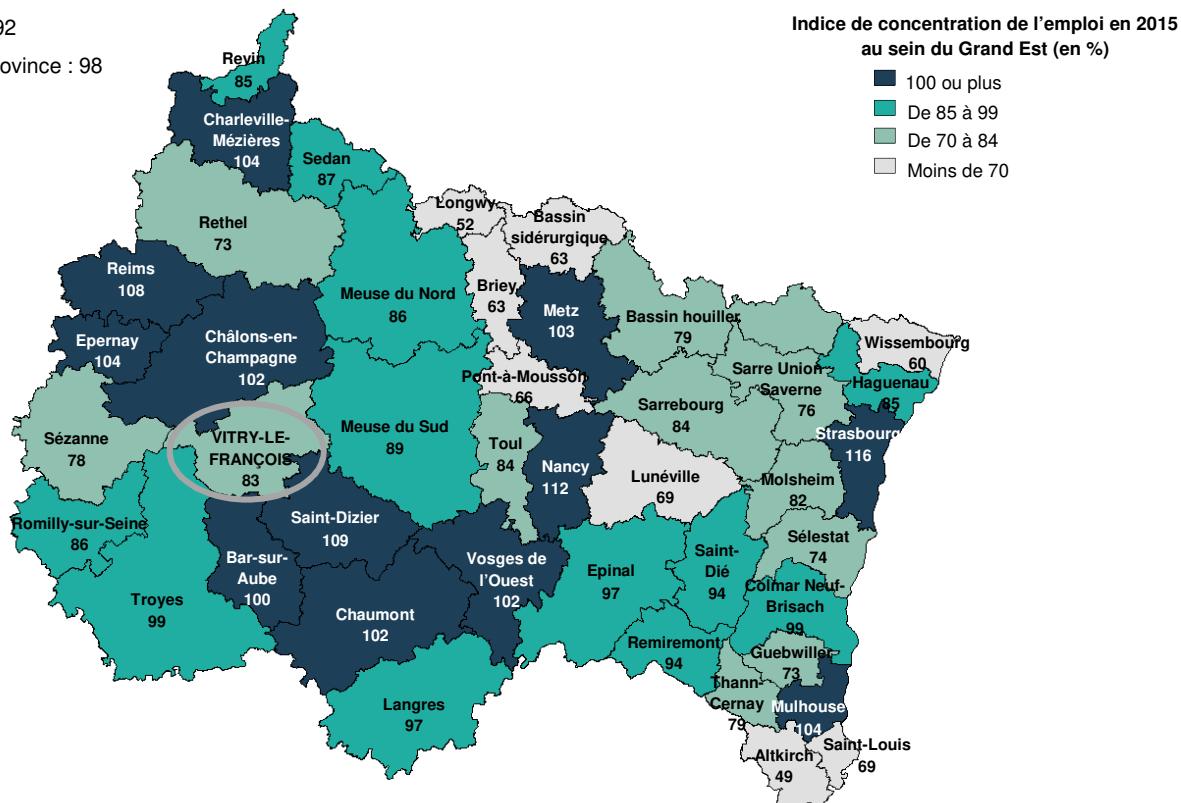 92
ovince : 98
Indice de concentration de l'emploi en 2015
au sein du Grand Est (en %)
100 ou plus
De 85 à 99
De 70 à 84
Moins de 70
Revin
85
Charleville-
Mézières
104
Sedan
87
Rethel
73
Longwy
52
Bassin
sidérurgique
63
Reims
108
Meuse du Nord
86
Briey
63
Metz
103
Bassin houiller
79
Epernay
104
Châlons-en-
Champagne
102
Wissembourg
60
Pont-à-Mousson
66
Sarre Union
Saverne
76
Haguenau
85
Sarrebourg
84
Sézanne
78
VITRY-LE-
FRANÇOIS
83
Meuse du Sud
89
Toul
84
Nancy
112
Strasbourg
116
Lunéville
69
Molsheim
82
Romilly-sur-Seine
86
Saint-Dizier
109
Sélestat
74
Bar-sur-
Aube
100
Vosges de
l'Ouest
102
Epinal
97
Saint-
Dié
94
Colmar Neuf-
Brisach
99
Troyes
99
Chaumont
102
Remiremont
94
Guebwiller
73
Thann-
Cernay
79
Mulhouse
104
Langres
97
Altkirch
49
Saint-Louis
69